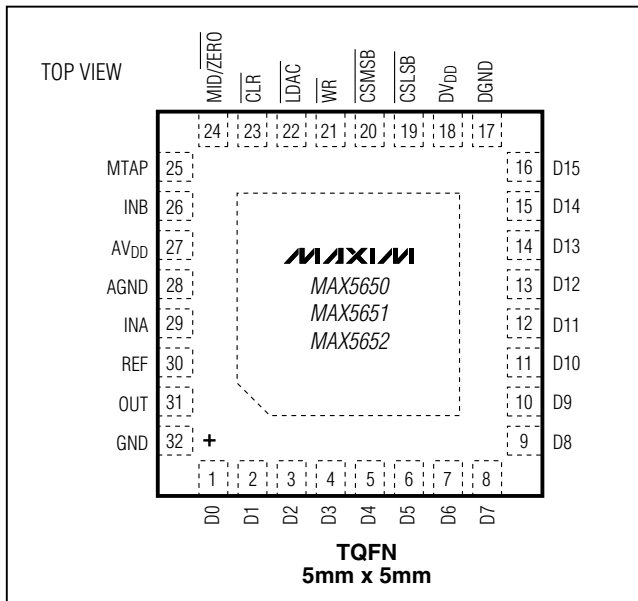 TOP VIEW
MID/ZERO
CLR
LDAC
WR
CSMSB
CSLSB
DVDD
DGND
24 23 22 21 20 19 18 17
MTAP 25
INB 26
AVDD 27
AGND 28
INA 29
REF 30
OUT 31
GND 32
+
MAXIM
MAX5650
MAX5651
MAX5652
16 D15
15 D14
14 D13
13 D12
12 D11
11 D10
10 D9
9 D8
1 2 3 4 5 6 7 8
D0
D1
D2
D3
D4
D5
D6
D7
TQFN
5mm x 5mm